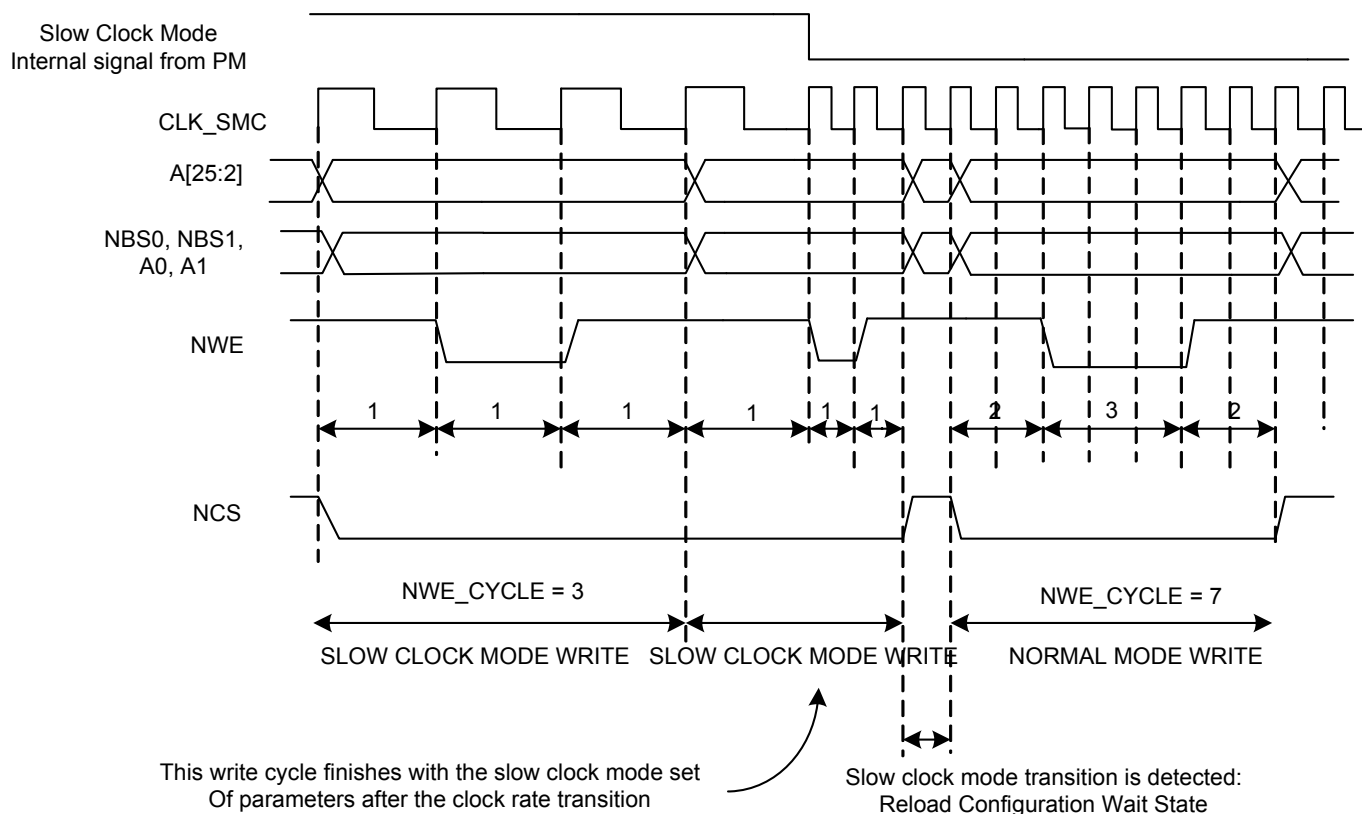 Slow Clock Mode
Internal signal from PM
CLK_SMC
A[25:2]
NBS0, NBS1,
A0, A1
NWE
1 1 1 1 1 1 2 3 2
NCS
NWE_CYCLE = 3 NWE_CYCLE = 7
SLOW CLOCK MODE WRITE SLOW CLOCK MODE WRITE NORMAL MODE WRITE
This write cycle finishes with the slow clock mode set
Of parameters after the clock rate transition
Slow clock mode transition is detected:
Reload Configuration Wait State